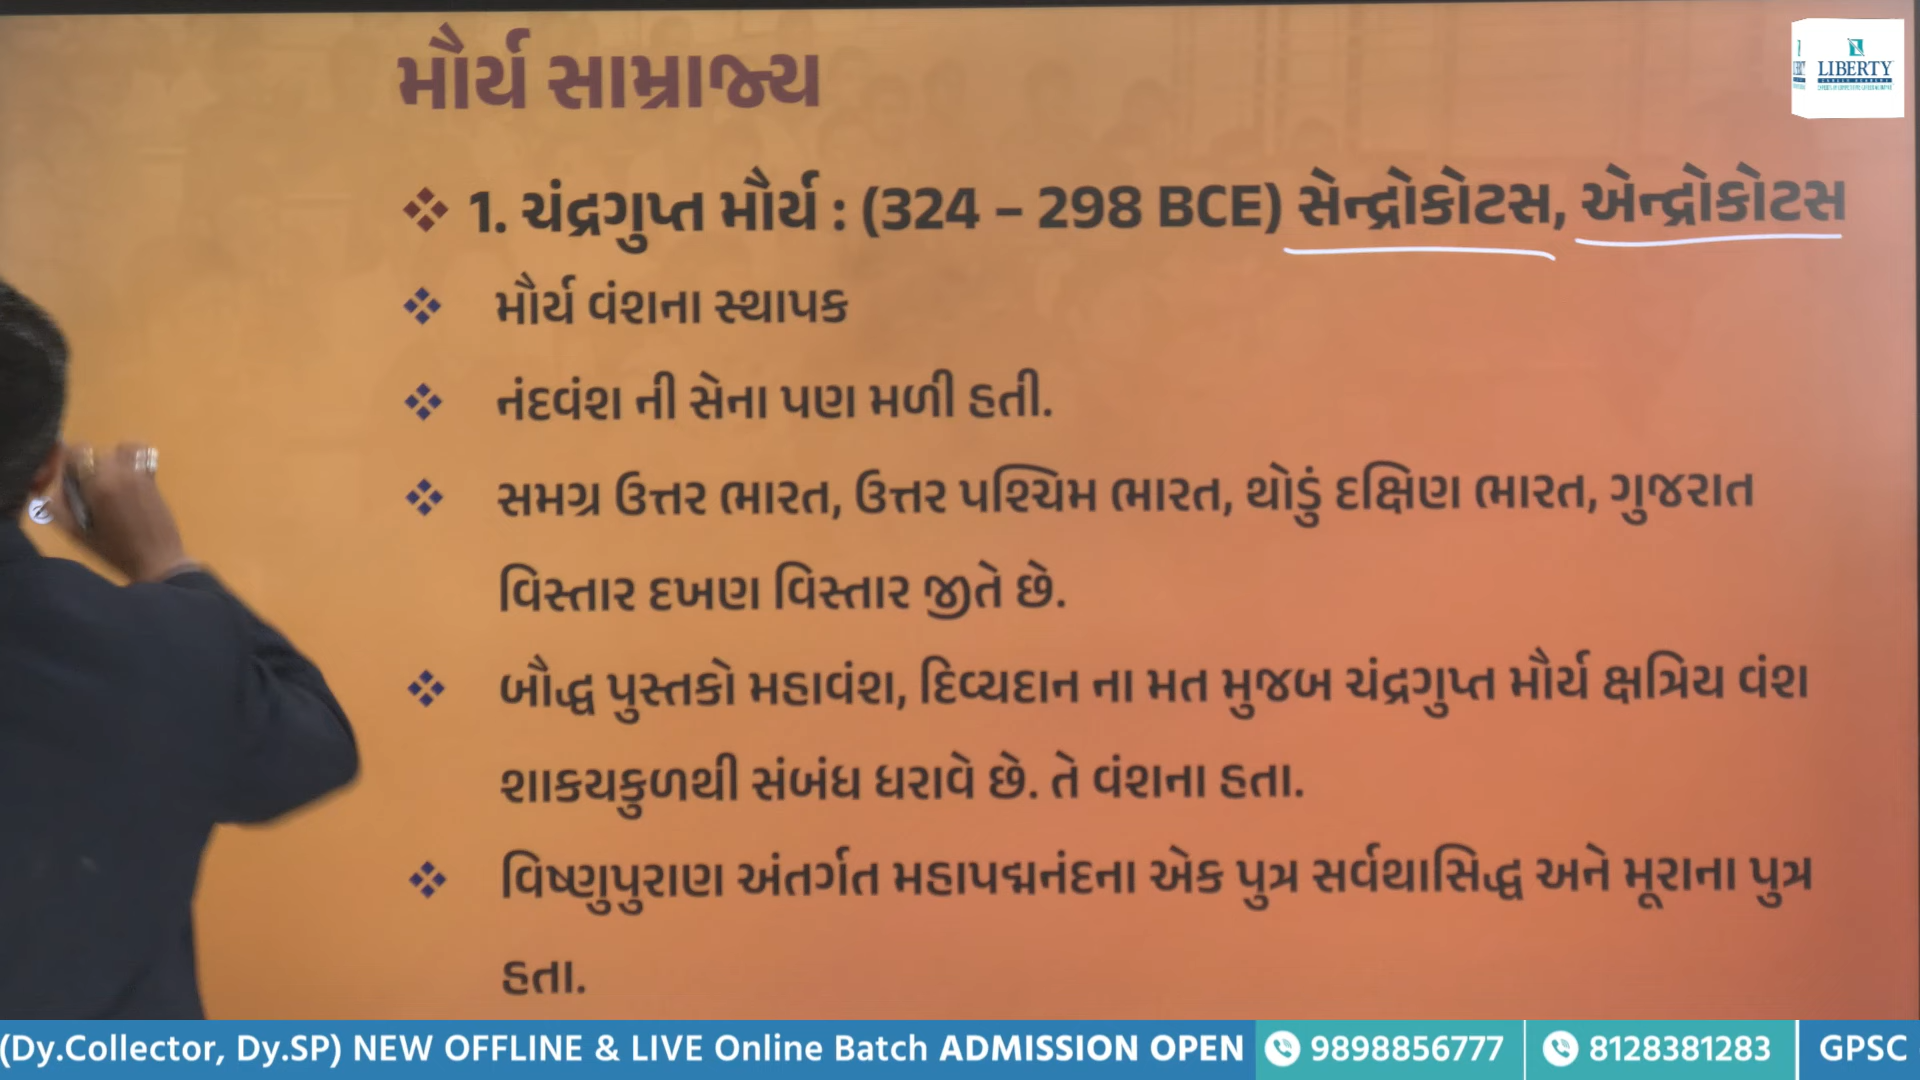 મૌર્ય સામ્રાજ્ય
LIBERTY
1. ચંદ્રગુપ્ત મૌર્ય : (324 – 298 BCE) સેન્દ્રોકોટસ, એન્દ્રોકોટસ
મૌર્ય વંશના સ્થાપક
નંદવંશ ની સેના પણ મળી હતી.
સમગ્ર ઉત્તર ભારત, ઉત્તર પશ્ચિમ ભારત, થોડું દક્ષિણ ભારત, ગુજરાત
વિસ્તાર દખણ વિસ્તાર જીતે છે.
બૌદ્ધ પુસ્તકો મહાવંશ, દિવ્યદાન ના મત મુજબ ચંદ્રગુપ્ત મૌર્ય ક્ષત્રિય વંશ
શાકયકુળથી સંબંધ ધરાવે છે. તે વંશના હતા.
વિષ્ણુપુરાણ અંતર્ગત મહાપદ્મનંદના એક પુત્ર સર્વથાસિદ્ધ અને મૂરાના પુત્ર
હતા.
(Dy.Collector, Dy.SP) NEW OFFLINE & LIVE Online Batch ADMISSION OPEN 9898856777 8128381283 GPSC